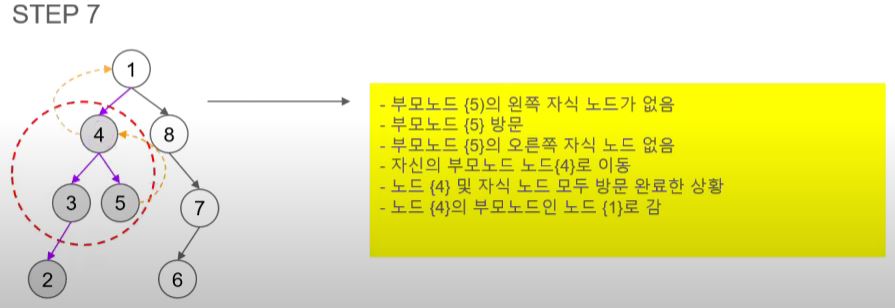 STEP 7
1
4
8
3
5
7
2
6
- 부모노드 {5)의 왼쪽 자식 노드가 없음
- 부모노드 {5} 방문
- 부모노드 {5}의 오른쪽 자식 노드 없음
- 자신의 부모노드 노드{4}로 이동
- 노드 {4} 및 자식 노드 모두 방문 완료한 상황
- 노드 {4}의 부모노드인 노드 {1}로 감